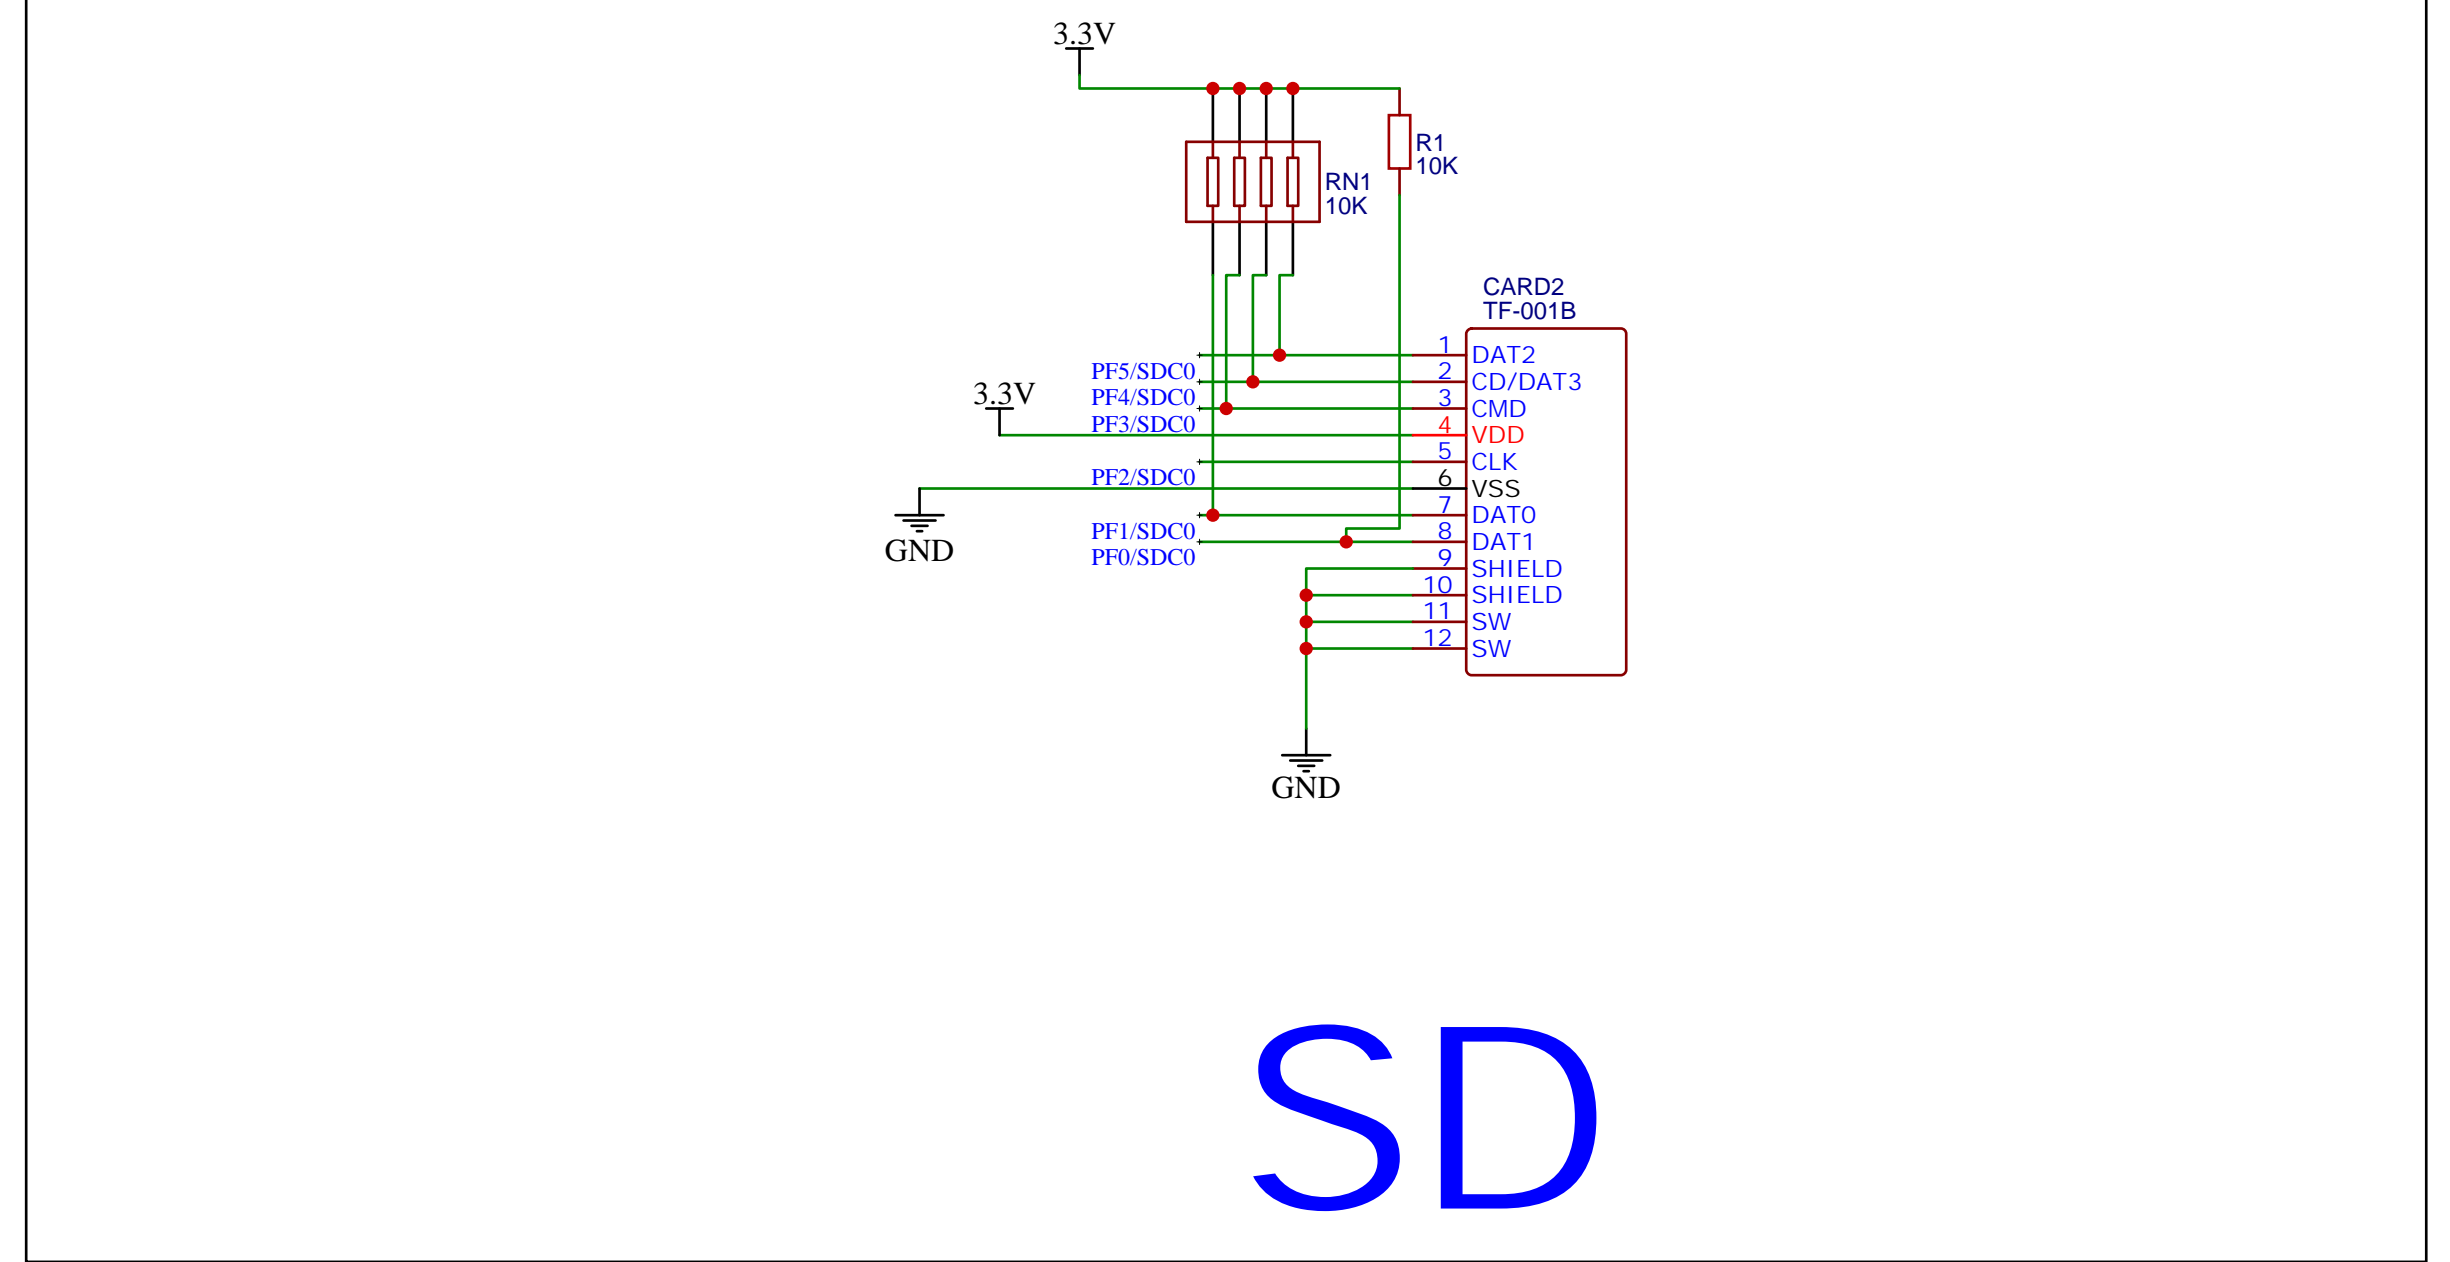 3.3V
R1
10K
RN1
10K
CARD2
TF-001B
1 DAT2
PF5/SDC0 2 CD/DAT3
3.3V PF4/SDC0 3 CMD
PF3/SDC0 4 VDD
5 CLK
PF2/SDC0 6 VSS
7 DAT0
PF1/SDC0 8 DAT1
GND PF0/SDC0 9 SHIELD
10 SHIELD
11 SW
12 SW
GND
SD